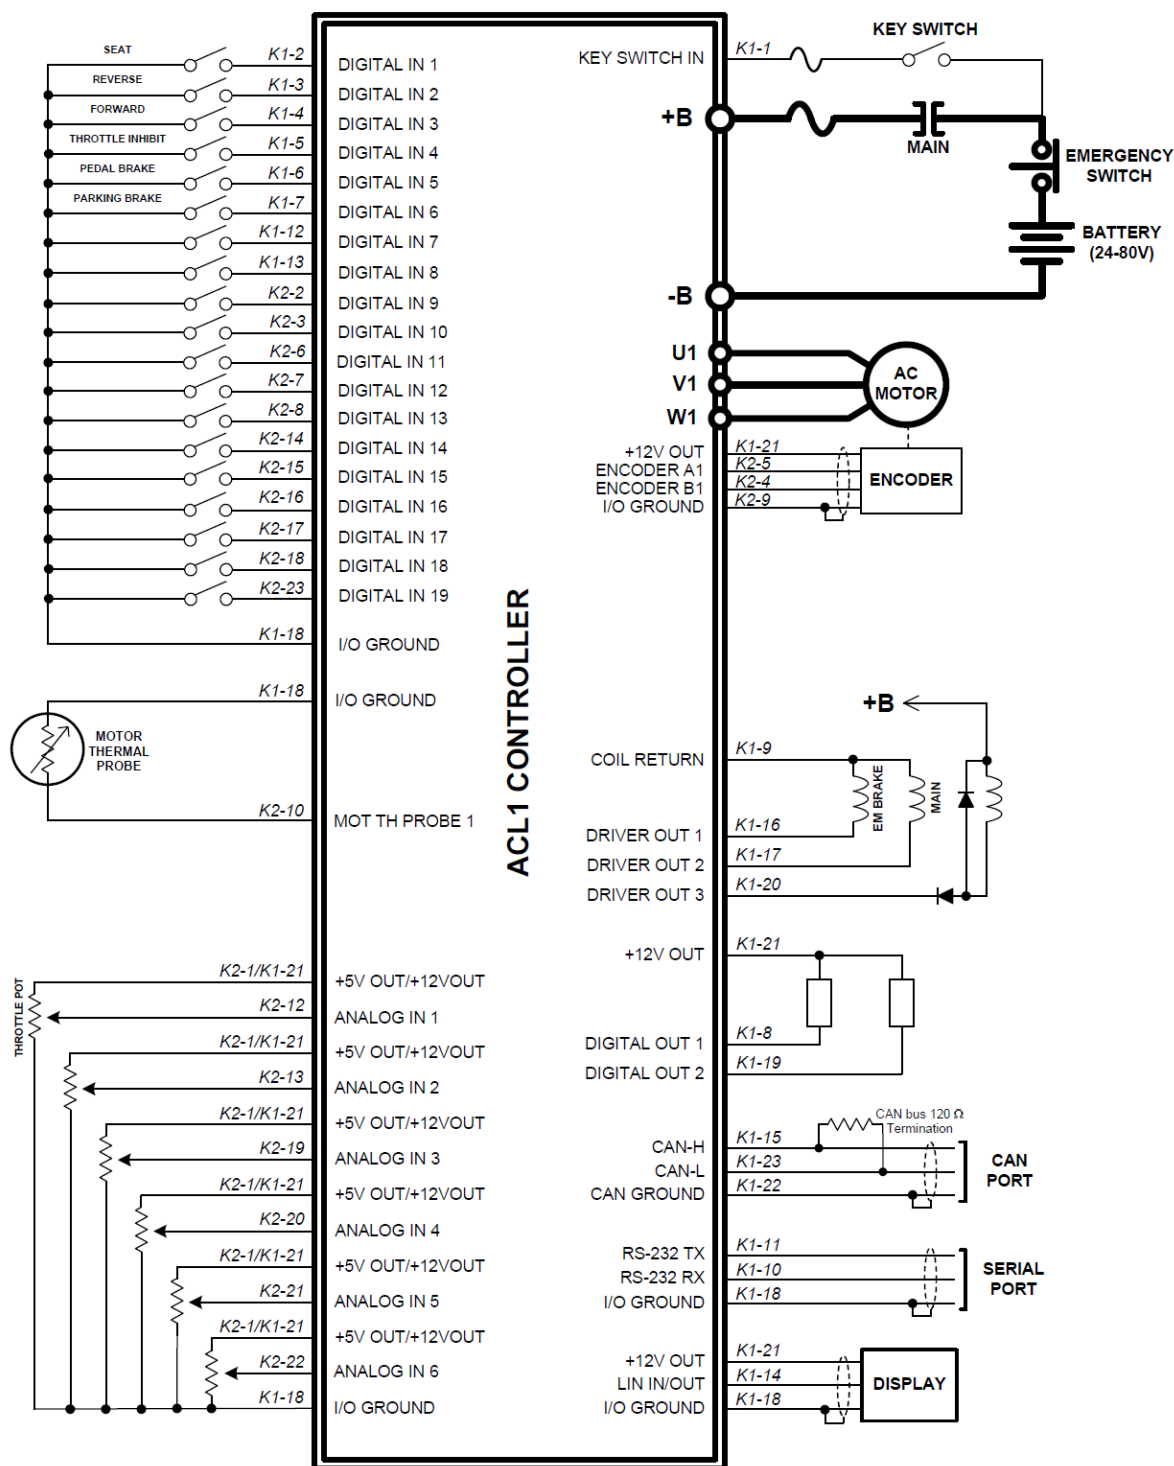 SEAT
K1-2
DIGITAL IN 1
REVERSE
K1-3
DIGITAL IN 2
FORWARD
K1-4
DIGITAL IN 3
THROTTLE INHIBIT
K1-5
DIGITAL IN 4
PEDAL BRAKE
K1-6
DIGITAL IN 5
PARKING BRAKE
K1-7
DIGITAL IN 6
K1-12
DIGITAL IN 7
K1-13
DIGITAL IN 8
K2-2
DIGITAL IN 9
K2-3
DIGITAL IN 10
K2-6
DIGITAL IN 11
K2-7
DIGITAL IN 12
K2-8
DIGITAL IN 13
K2-14
DIGITAL IN 14
K2-15
DIGITAL IN 15
K2-16
DIGITAL IN 16
K2-17
DIGITAL IN 17
K2-18
DIGITAL IN 18
K2-23
DIGITAL IN 19
K1-18
I/O GROUND
K1-18
I/O GROUND
MOTOR
THERMAL
PROBE
K2-10
MOT TH PROBE 1
THROTTLE POT
K2-1/K1-21
+5V OUT/+12VOUT
K2-12
ANALOG IN 1
K2-1/K1-21
+5V OUT/+12VOUT
K2-13
ANALOG IN 2
K2-1/K1-21
+5V OUT/+12VOUT
K2-19
ANALOG IN 3
K2-1/K1-21
+5V OUT/+12VOUT
K2-20
ANALOG IN 4
K2-1/K1-21
+5V OUT/+12VOUT
K2-21
ANALOG IN 5
K2-1/K1-21
+5V OUT/+12VOUT
K2-22
ANALOG IN 6
K1-18
I/O GROUND
ACL1 CONTROLLER
KEY SWITCH IN
K1-1
KEY SWITCH
+B
MAIN
EMERGENCY
SWITCH
BATTERY
(24-80V)
-B
U1
V1
W1
AC
MOTOR
+12V OUT
K1-21
ENCODER A1
K2-5
ENCODER B1
K2-4
I/O GROUND
K2-9
ENCODER
+B
COIL RETURN
K1-9
EM BRAKE
MAIN
DRIVER OUT 1
K1-16
DRIVER OUT 2
K1-17
DRIVER OUT 3
K1-20
+12V OUT
K1-21
DIGITAL OUT 1
K1-8
DIGITAL OUT 2
K1-19
CAN bus 120 Ω
Termination
CAN-H
K1-15
CAN-L
K1-23
CAN GROUND
K1-22
CAN
PORT
RS-232 TX
K1-11
RS-232 RX
K1-10
I/O GROUND
K1-18
SERIAL
PORT
+12V OUT
K1-21
LIN IN/OUT
K1-14
I/O GROUND
K1-18
DISPLAY